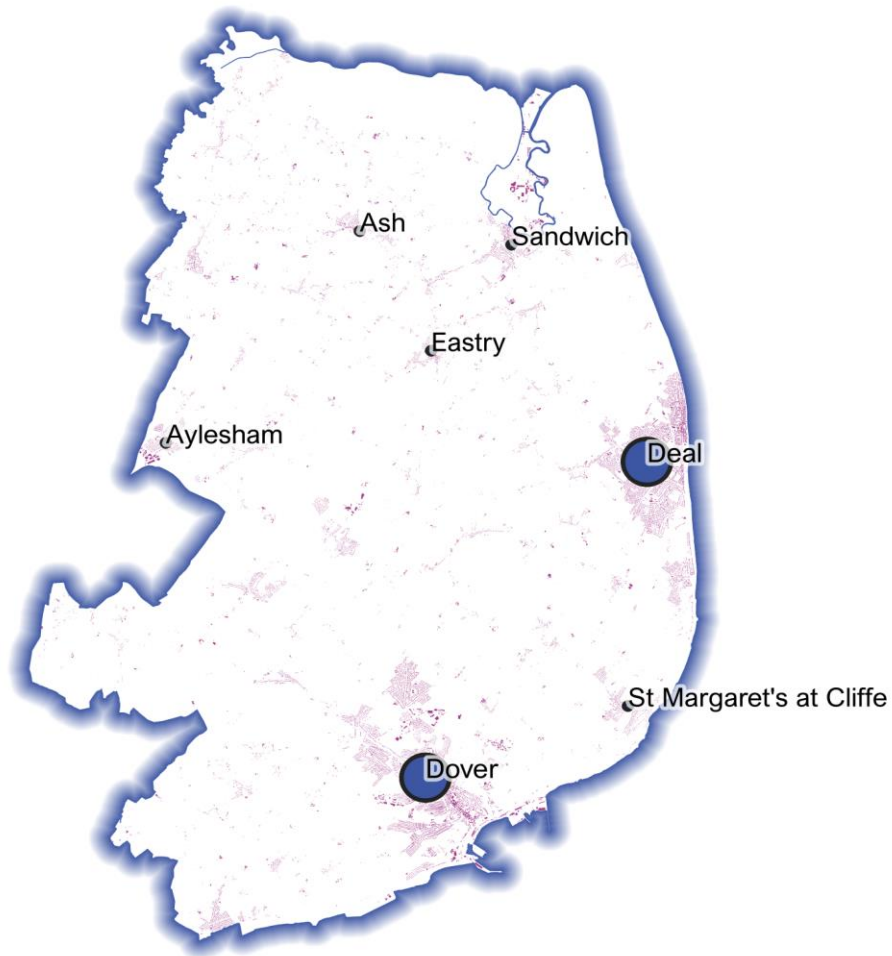 Ash
Sandwich
Eastry
Aylesham
Deal
St Margaret's at Cliffe
Dover